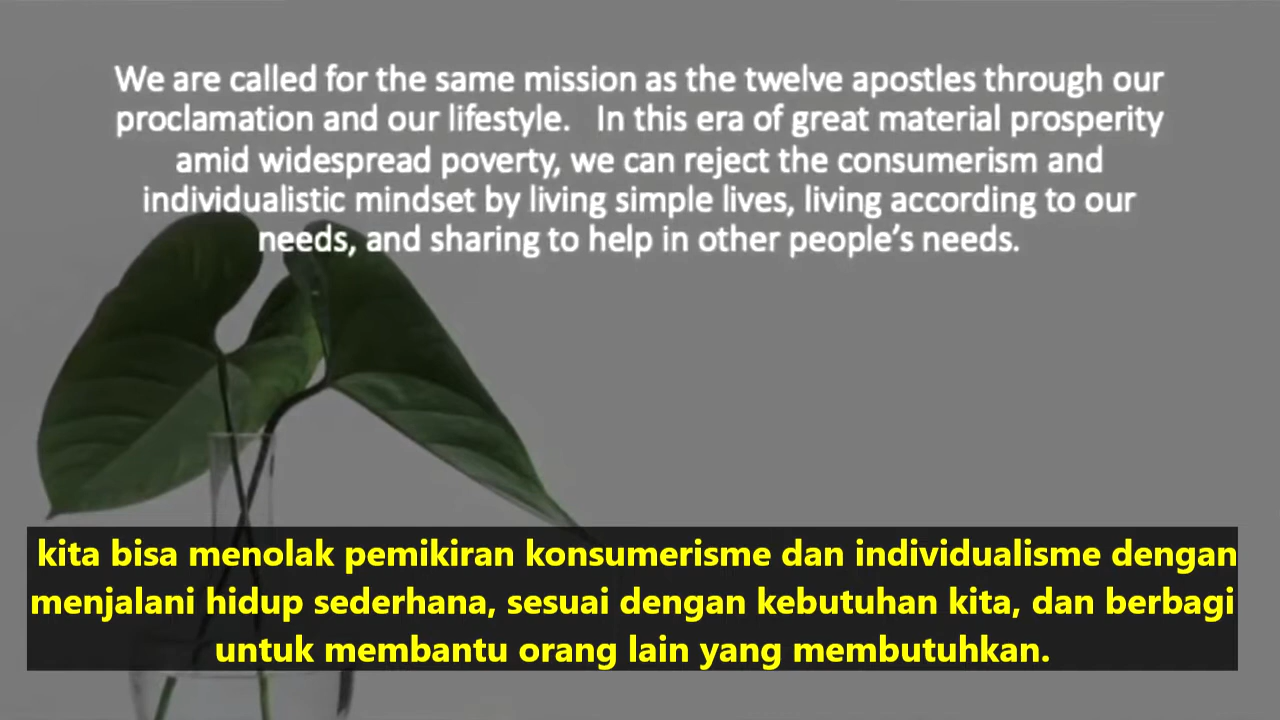 We are called for the same mission as the twelve apostles through our
proclamation and our lifestyle.   In this era of great material prosperity
amid widespread poverty, we can reject the consumerism and
individualistic mindset by living simple lives, living according to our
needs, and sharing to help in other people’s needs.
kita bisa menolak pemikiran konsumerisme dan individualisme dengan
menjalani hidup sederhana, sesuai dengan kebutuhan kita, dan berbagi
untuk membantu orang lain yang membutuhkan.